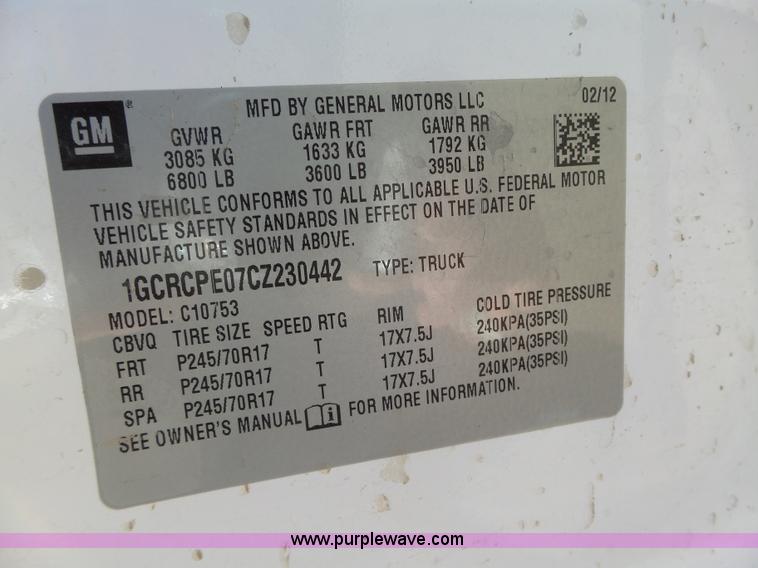 GM
MFD BY GENERAL MOTORS LLC 02/12
GVWR GAWR FRT GAWR RR
3085 KG 1633 KG 1792 KG
6800 LB 3600 LB 3950 LB
THIS VEHICLE CONFORMS TO ALL APPLICABLE U.S. FEDERAL MOTOR
VEHICLE SAFETY STANDARDS IN EFFECT ON THE DATE OF
MANUFACTURE SHOWN ABOVE.
1GCRCPE07CZ230442 TYPE: TRUCK
MODEL: C10753
CBVQ TIRE SIZE SPEED RTG RIM COLD TIRE PRESSURE
FRT P245/70R17 T 17X7.5J 240KPA(35PSI)
RR P245/70R17 T 17X7.5J 240KPA(35PSI)
SPA P245/70R17 T 17X7.5J 240KPA(35PSI)
SEE OWNER'S MANUAL FOR MORE INFORMATION.
www.purplewave.com